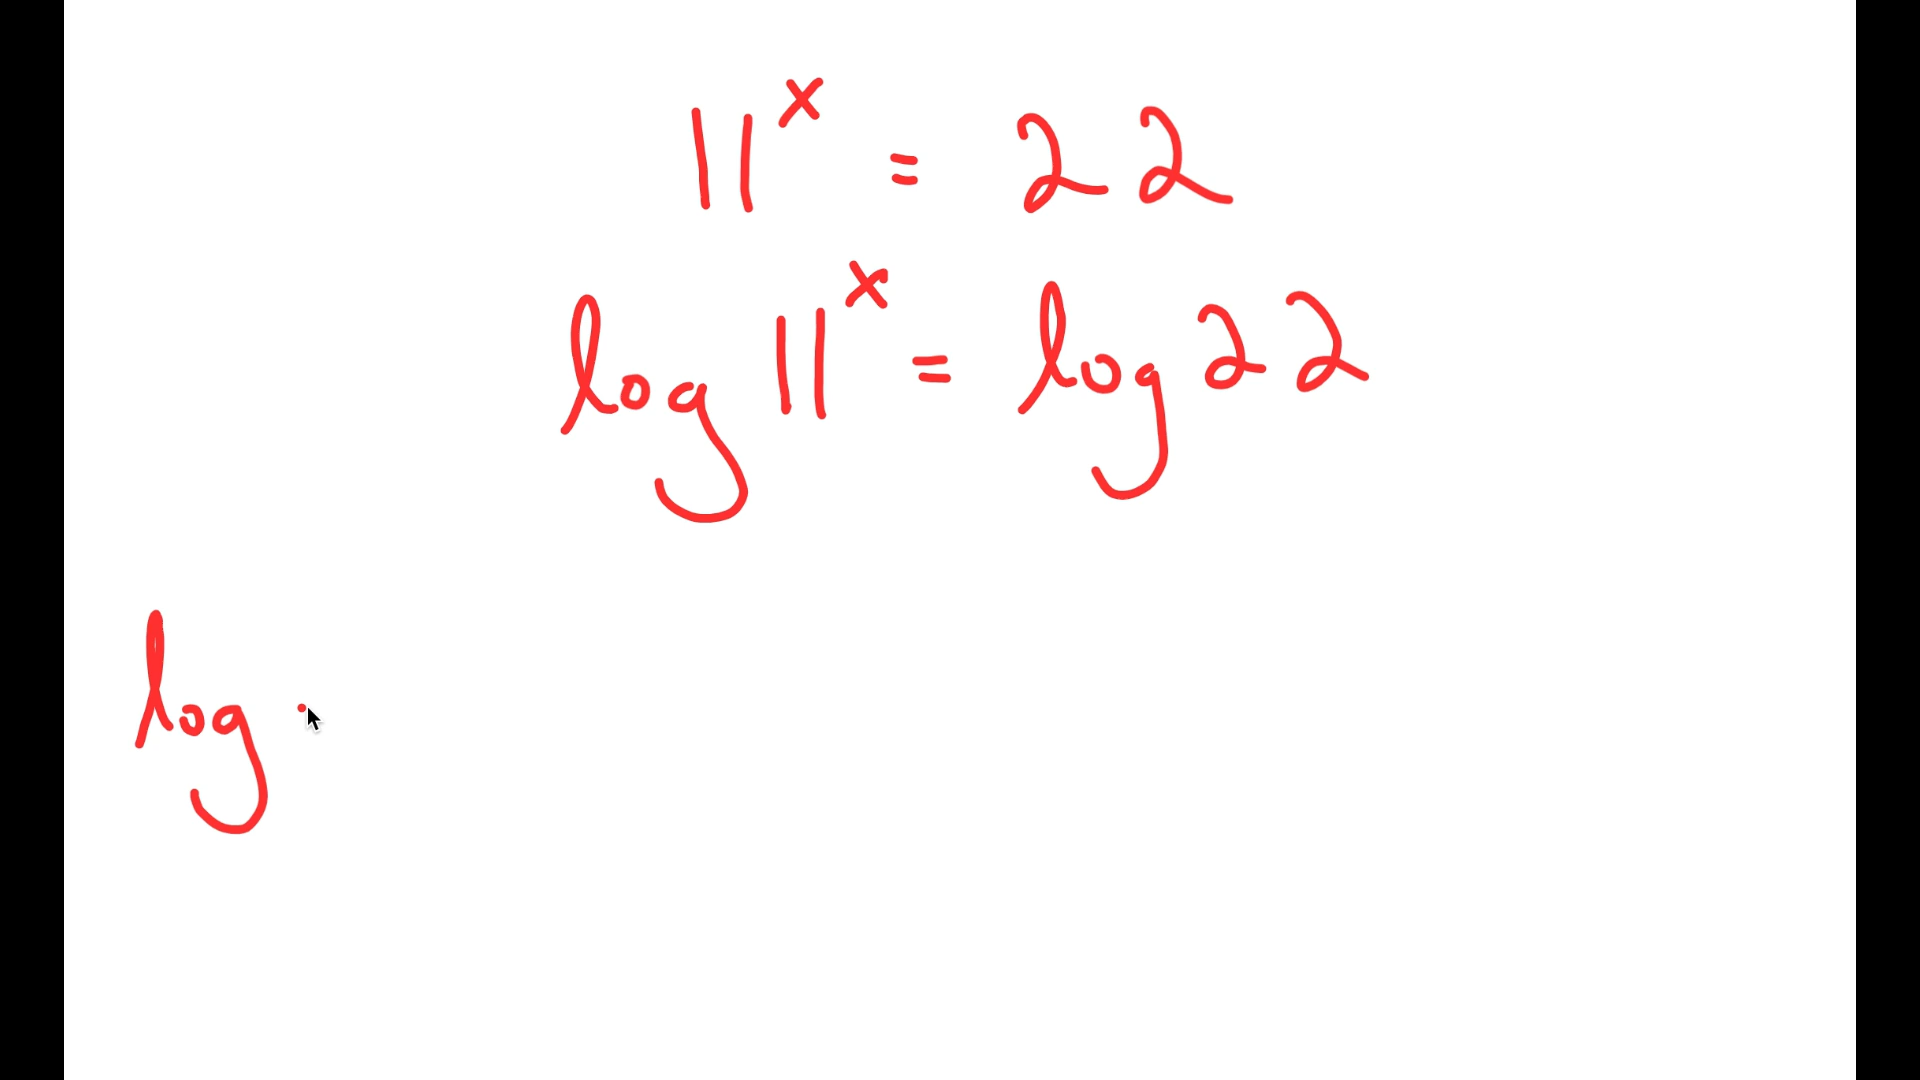 11^x = 22
log 11^x = log 22
log